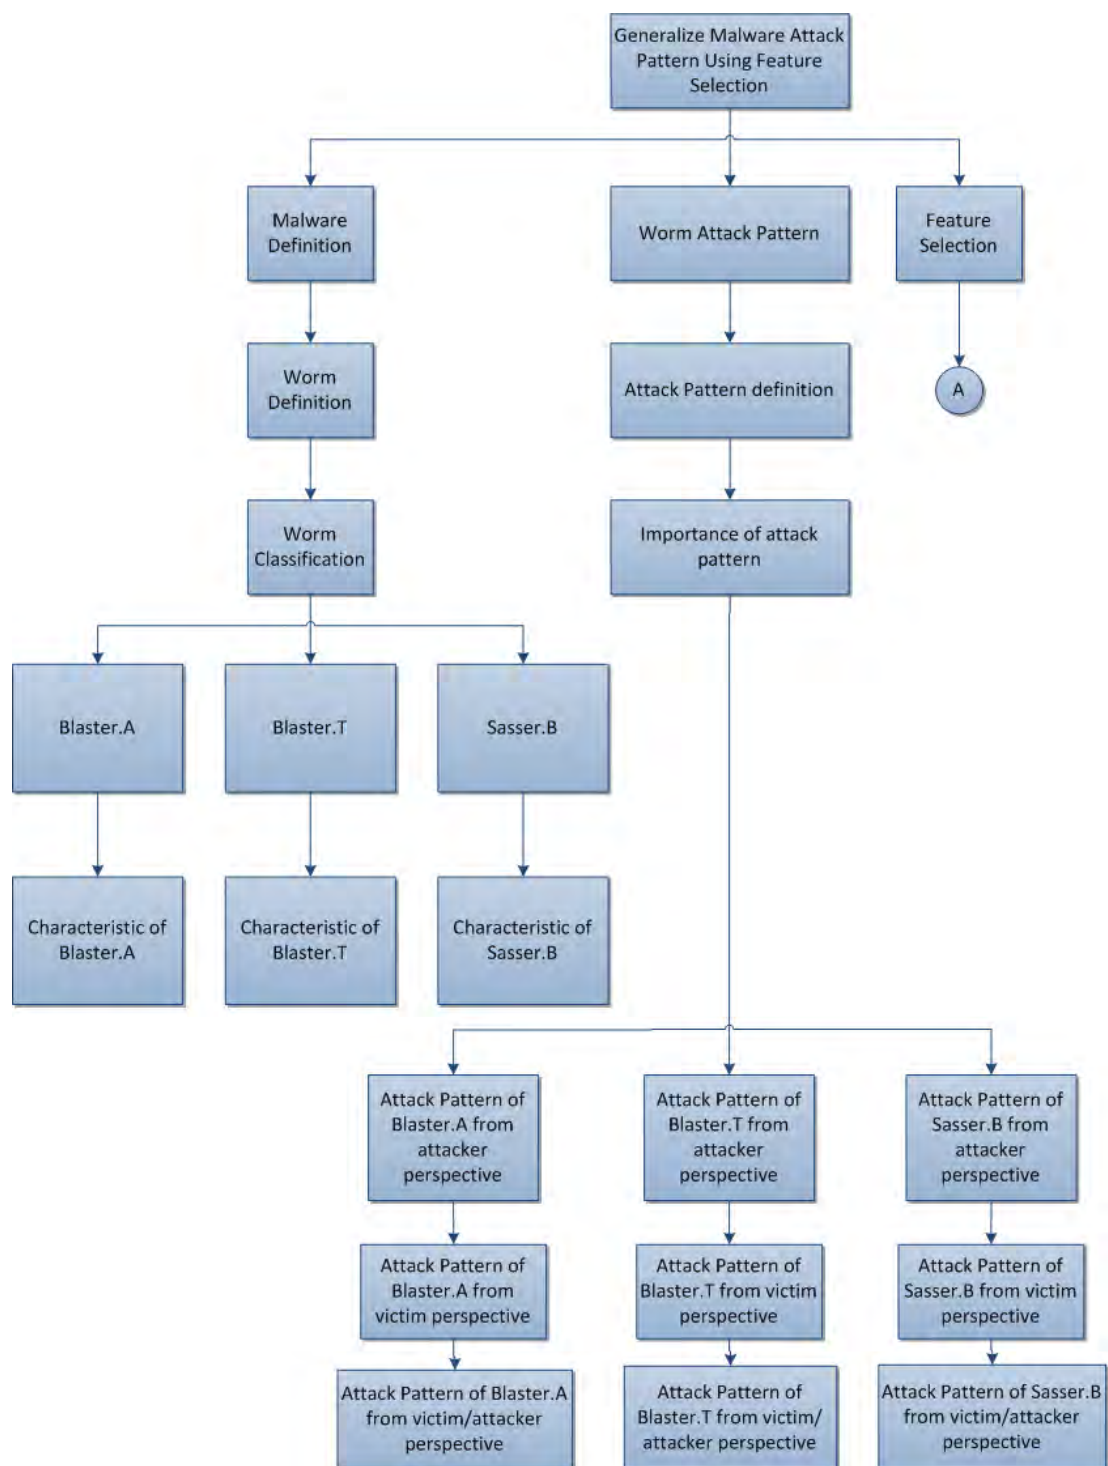 Generalize Malware Attack
Pattern Using Feature
Selection
Malware
Definition
Worm Attack Pattern
Feature
Selection
Worm
Definition
Attack Pattern definition
A
Worm
Classification
Importance of attack
pattern
Blaster.A
Blaster.T
Sasser.B
Characteristic of
Blaster.A
Characteristic of
Blaster.T
Characteristic of
Sasser.B
Attack Pattern of
Blaster.A from
attacker
perspective
Attack Pattern of
Blaster.T from
attacker
perspective
Attack Pattern of
Sasser.B from
attacker
perspective
Attack Pattern of
Blaster.A from
victim perspective
Attack Pattern of
Blaster.T from victim
perspective
Attack Pattern of
Sasser.B from victim
perspective
Attack Pattern of Blaster.A
from victim/attacker
perspective
Attack Pattern of
Blaster.T from victim/
attacker perspective
Attack Pattern of Sasser.B
from victim/attacker
perspective